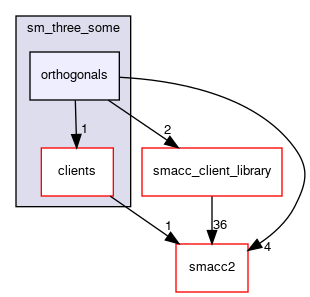 sm_three_some
orthogonals
1
2
clients
smacc_client_library
1
36
4
smacc2